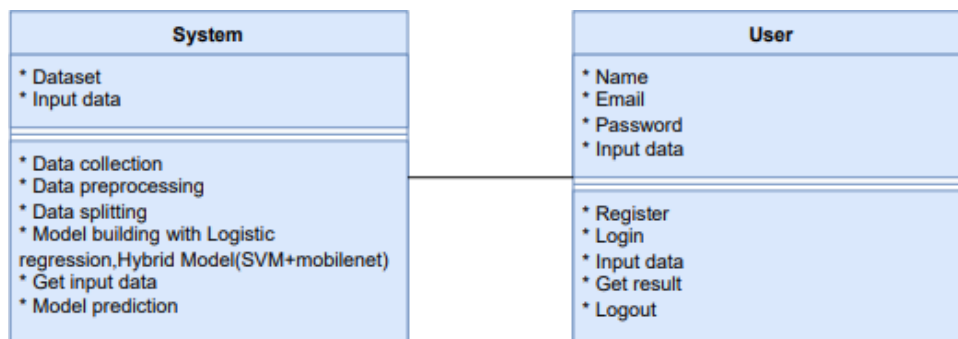 System
* Dataset
* Input data
* Data collection
* Data preprocessing
* Data splitting
* Model building with Logistic
regression,Hybrid Model(SVM+mobilenet)
* Get input data
* Model prediction
User
* Name
* Email
* Password
* Input data
* Register
* Login
* Input data
* Get result
* Logout